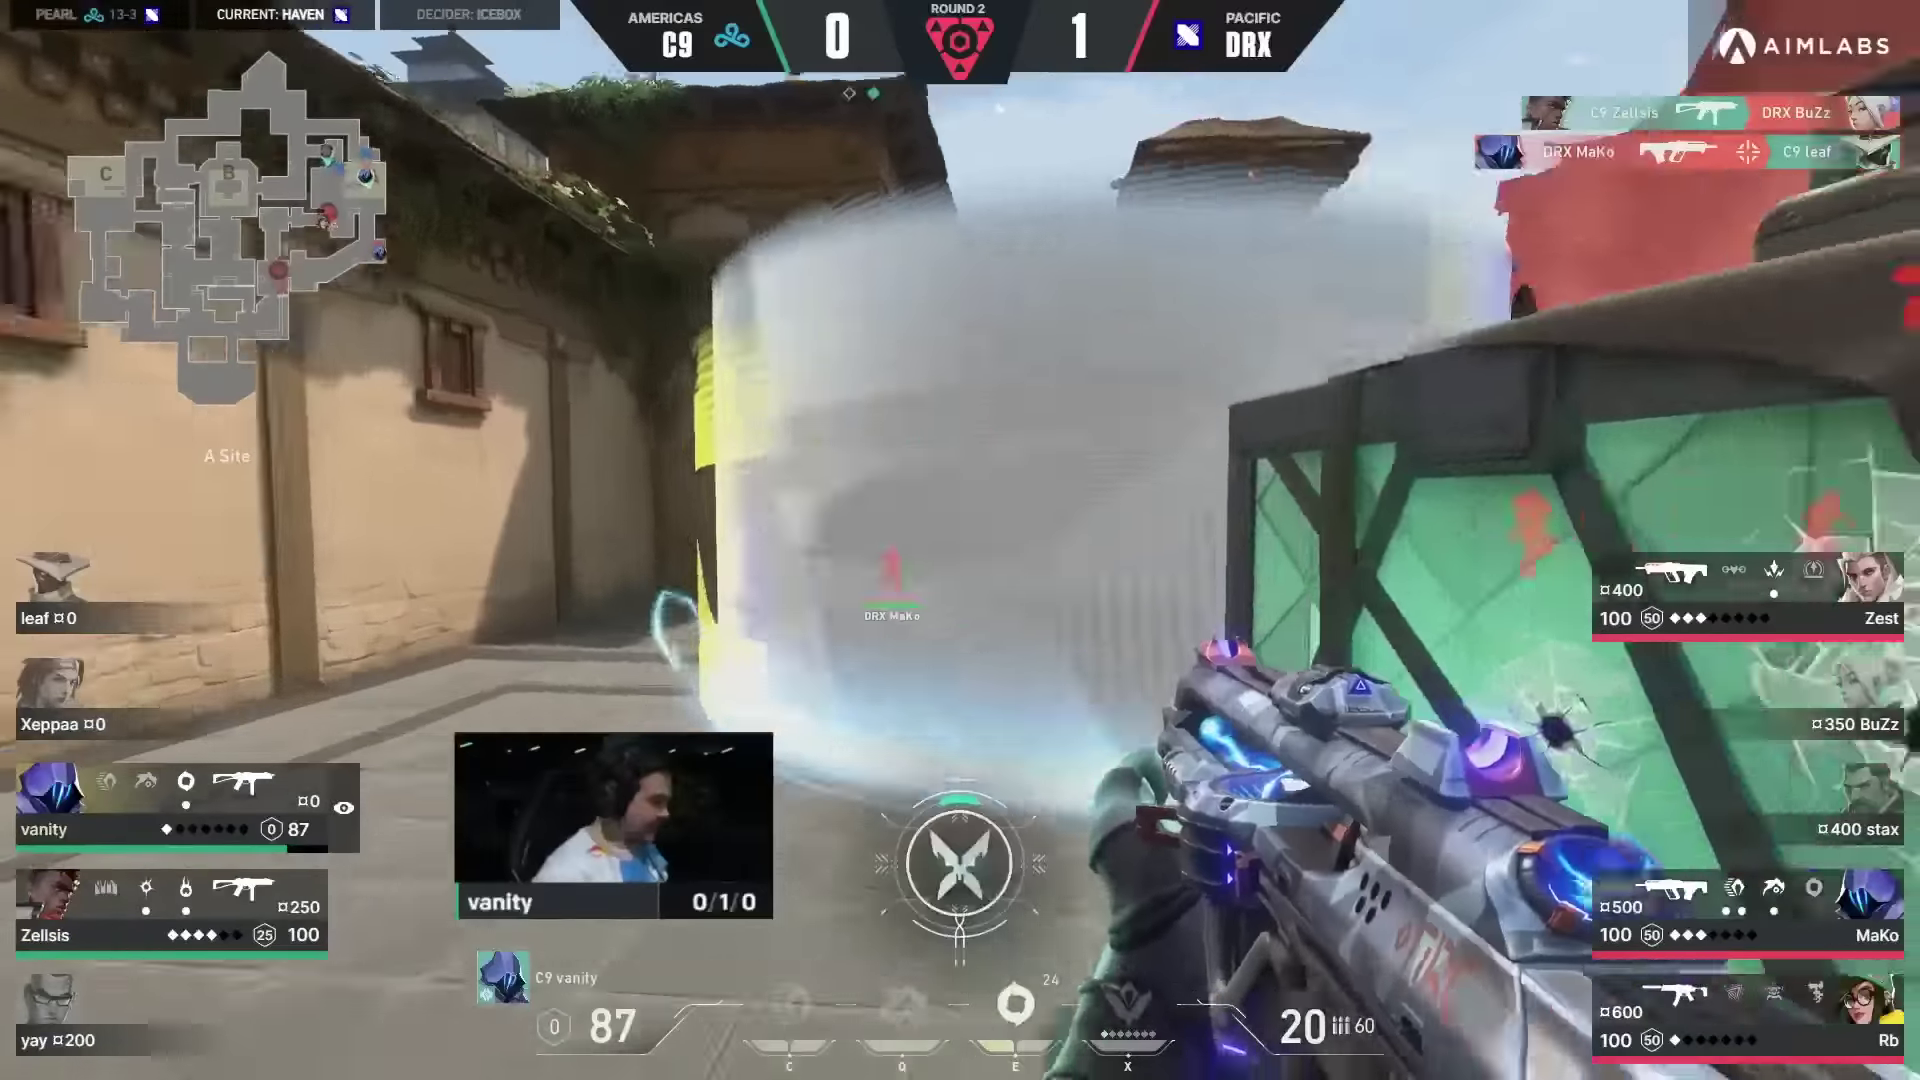 PEARL 13-3
CURRENT: HAVEN
DECIDER: ICEBOX
AMERICAS
C9
0
ROUND 2
1
PACIFIC
DRX
AIMLABS
C9 Zellsis DRX BuZz
DRX MaKo C9 leaf
C
B
A Site
DRX MaKo
leaf ¤0
Xeppaa ¤0
¤0
vanity 0 87
¤250
Zellsis 25 100
yay ¤200
vanity 0/1/0
C9 vanity
0 87
24
20 60
C Q E X
¤400
100 50 Zest
¤350 BuZz
¤400 stax
¤500
100 50 MaKo
¤600
100 50 Rb